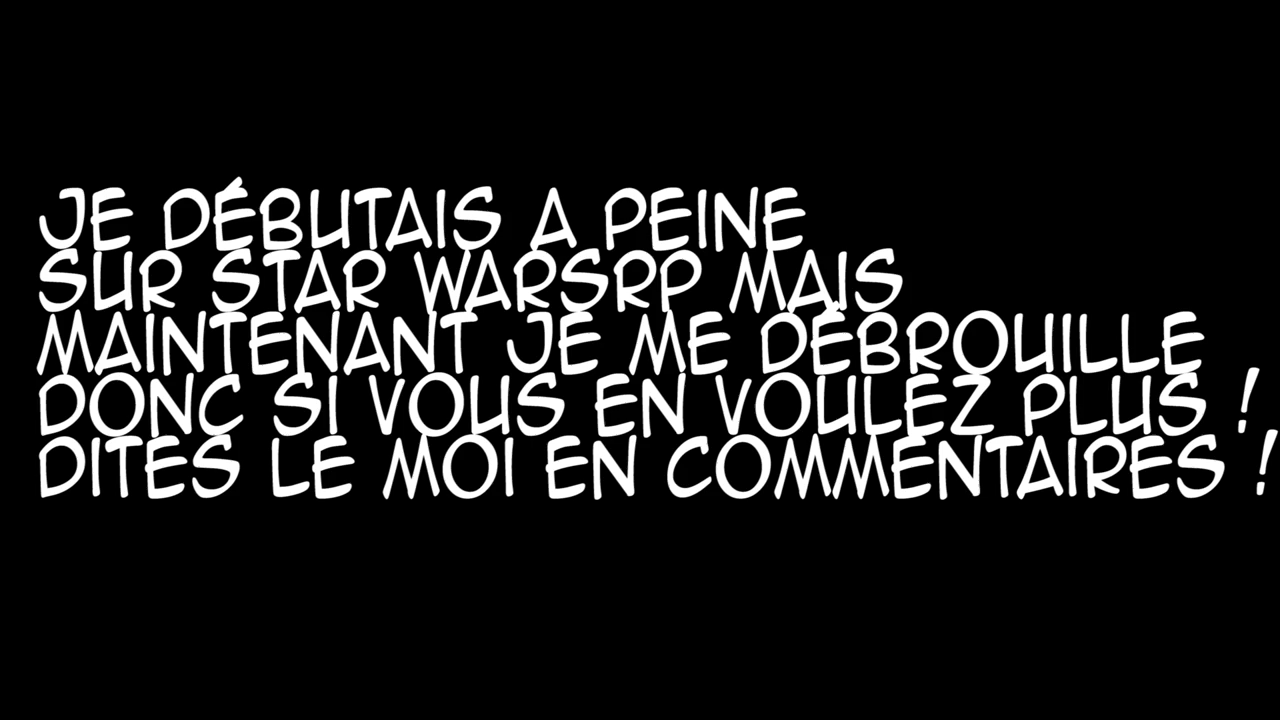 JE DÉBUTAIS A PEINE
SUR STAR WARSRP MAIS
MAINTENANT JE ME DÉBROUILLE
DONC SI VOUS EN VOULEZ PLUS !
DITES LE MOI EN COMMENTAIRES !